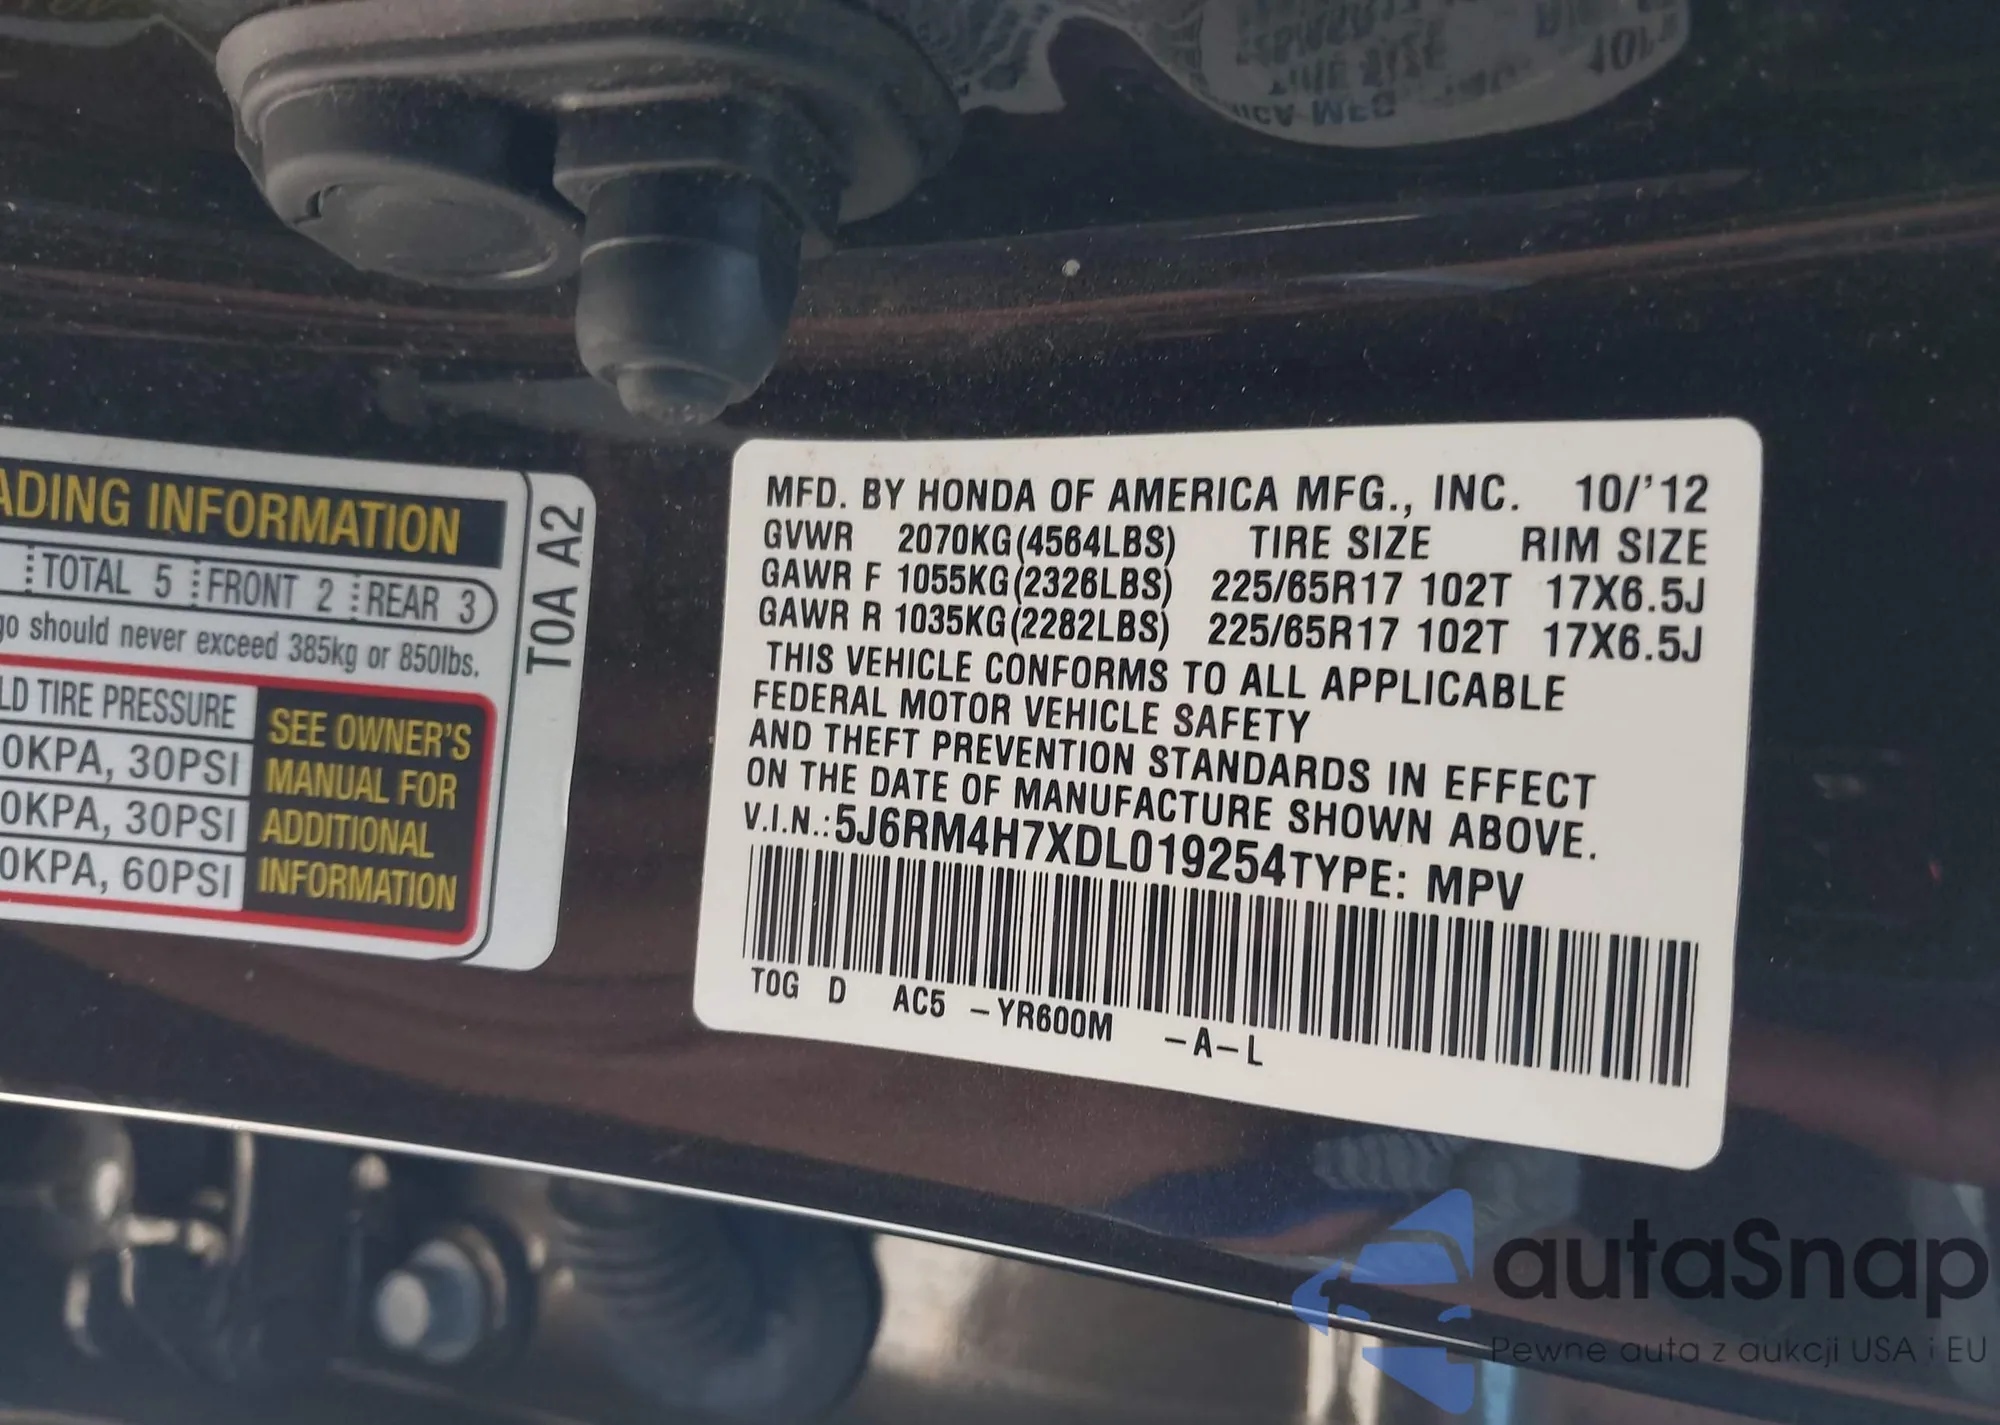 ADING INFORMATION
TOTAL 5 FRONT 2 REAR 3
go should never exceed 385kg or 850lbs.
LD TIRE PRESSURE
0KPA, 30PSI
0KPA, 30PSI
0KPA, 60PSI
SEE OWNER'S
MANUAL FOR
ADDITIONAL
INFORMATION
T0A A2
MFD. BY HONDA OF AMERICA MFG., INC. 10/'12
GVWR 2070KG(4564LBS) TIRE SIZE RIM SIZE
GAWR F 1055KG(2326LBS) 225/65R17 102T 17X6.5J
GAWR R 1035KG(2282LBS) 225/65R17 102T 17X6.5J
THIS VEHICLE CONFORMS TO ALL APPLICABLE
FEDERAL MOTOR VEHICLE SAFETY
AND THEFT PREVENTION STANDARDS IN EFFECT
ON THE DATE OF MANUFACTURE SHOWN ABOVE.
V.I.N.:5J6RM4H7XDL019254TYPE: MPV
T0G D AC5 -YR600M -A-L
autaSnap
Pewne auta z aukcji USA i EU